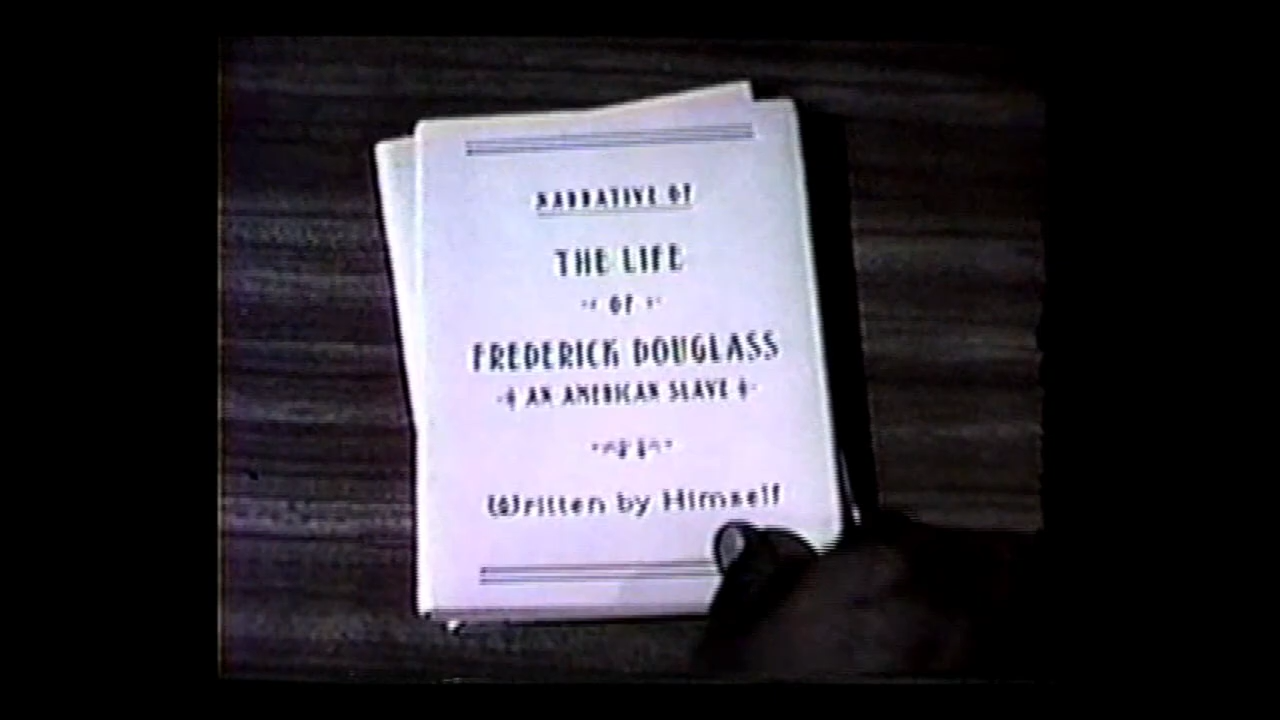 NARRATIVE OF
THE LIFE
OF
FREDERICK DOUGLASS
AN AMERICAN SLAVE
Written by Himself